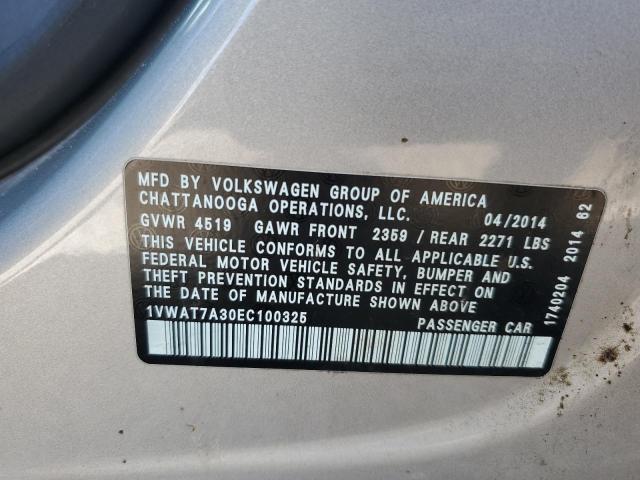 MFD BY VOLKSWAGEN GROUP OF AMERICA
CHATTANOOGA OPERATIONS, LLC. 04/2014
GVWR 4519 GAWR FRONT 2359 / REAR 2271 LBS
THIS VEHICLE CONFORMS TO ALL APPLICABLE U.S.
FEDERAL MOTOR VEHICLE SAFETY, BUMPER AND
THEFT PREVENTION STANDARDS IN EFFECT ON
THE DATE OF MANUFACTURE SHOWN ABOVE
1VWAT7A30EC100325 PASSENGER CAR
1740204 2014 62